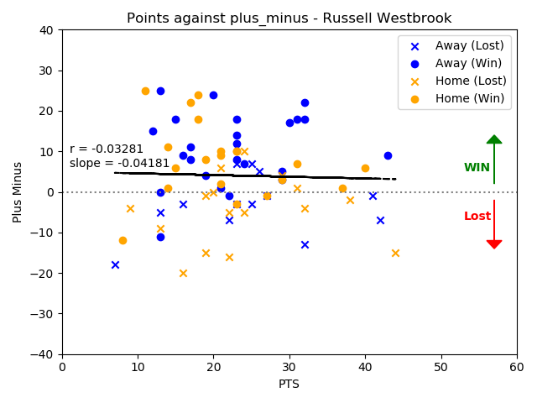 Points against plus_minus - Russell Westbrook
Plus Minus
40
30
20
10
0
−10
−20
−30
−40
r = -0.03281
slope = -0.04181
Away (Lost)
Away (Win)
Home (Lost)
Home (Win)
WIN
Lost
0
10
20
30
40
50
60
PTS